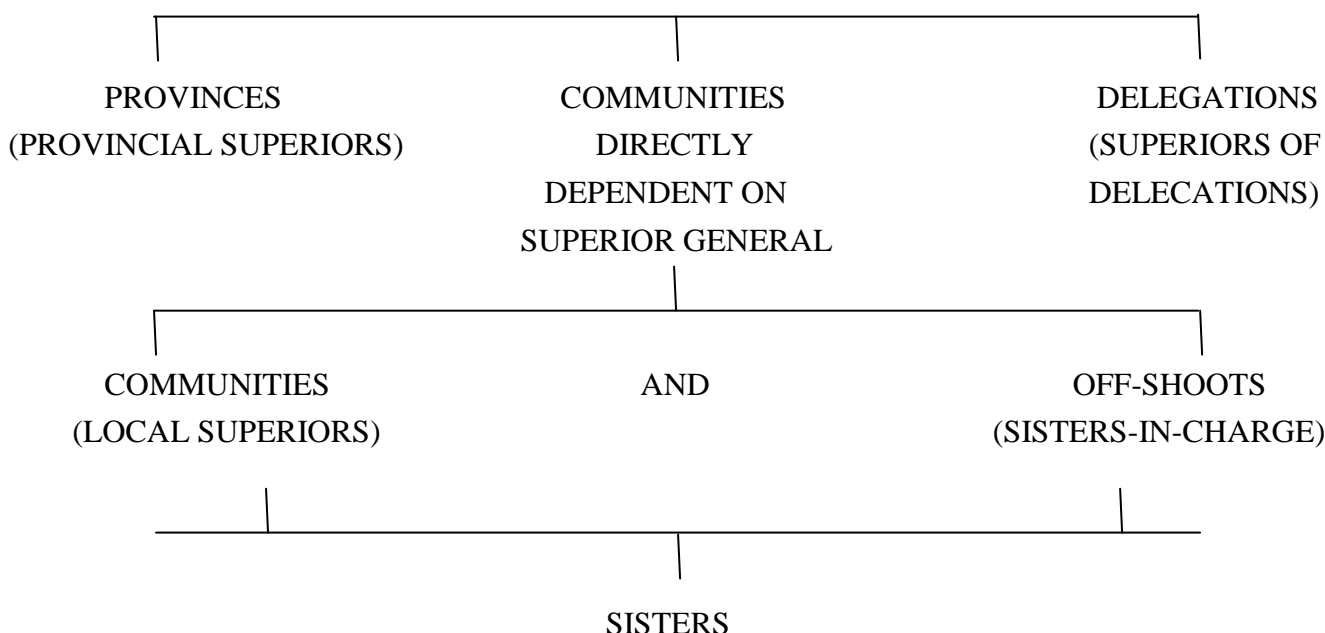 PROVINCES
(PROVINCIAL SUPERIORS)
COMMUNITIES
DIRECTLY
DEPENDENT ON
SUPERIOR GENERAL
DELEGATIONS
(SUPERIORS OF
DELECATIONS)
COMMUNITIES
(LOCAL SUPERIORS)
AND
OFF-SHOOTS
(SISTERS-IN-CHARGE)
SISTERS